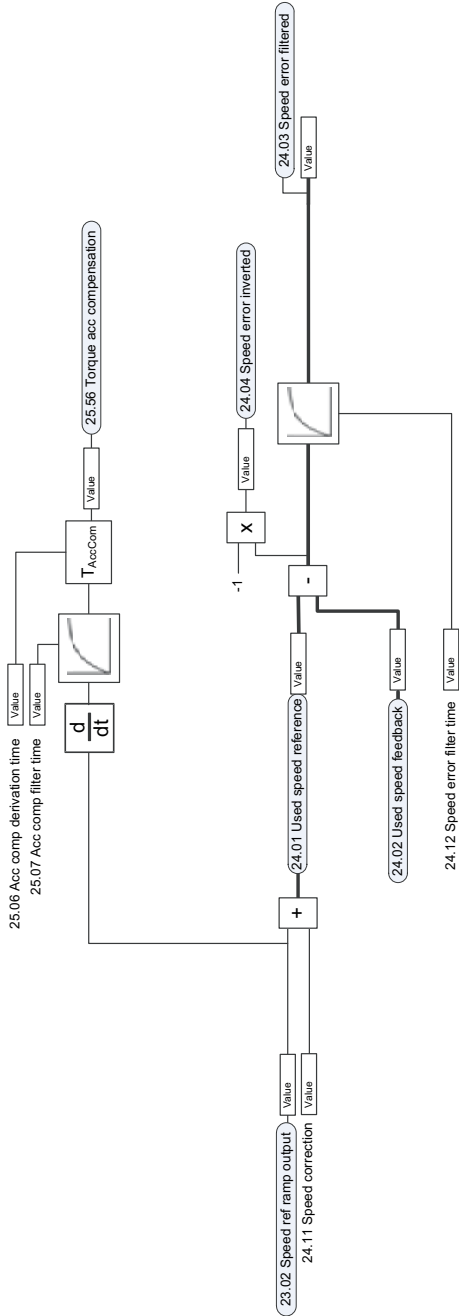 25.06 Acc comp derivation time
Value
25.07 Acc comp filter time
Value
d
dt
TAccCom
Value
25.56 Torque acc compensation
-1
X
Value
24.04 Speed error inverted
23.02 Speed ref ramp output
Value
24.11 Speed correction
Value
+
24.01 Used speed reference
Value
-
Value
24.03 Speed error filtered
24.02 Used speed feedback
Value
24.12 Speed error filter time
Value